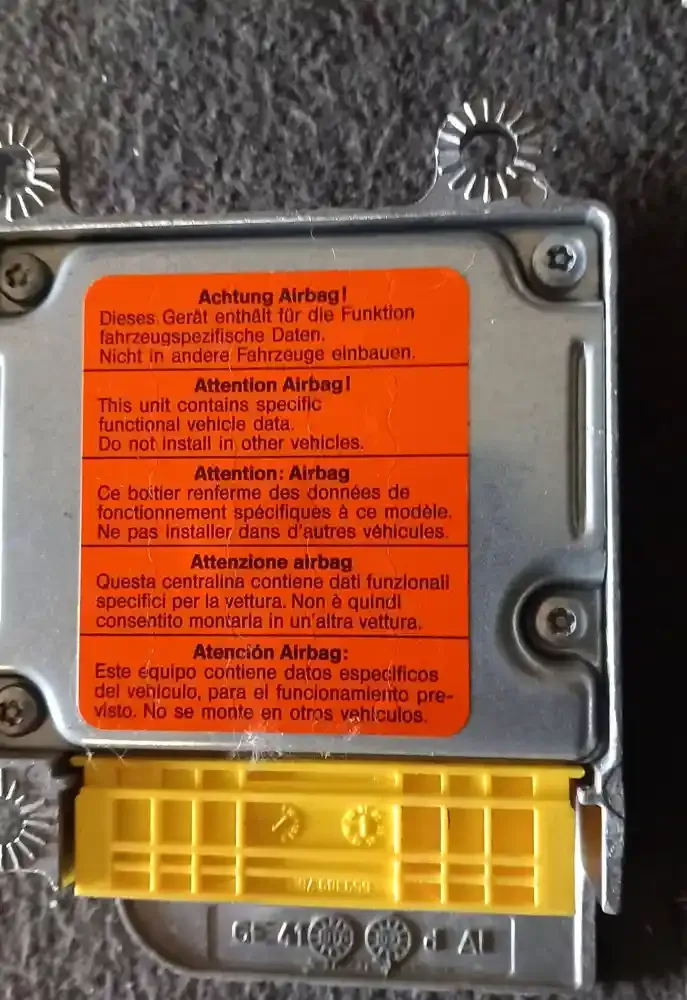 Achtung Airbag!
Dieses Gerät enthält für die Funktion
fahrzeugspezifische Daten.
Nicht in andere Fahrzeuge einbauen.
Attention Airbag!
This unit contains specific
functional vehicle data.
Do not install in other vehicles.
Attention: Airbag
Ce boîtier renferme des données de
fonctionnement spécifiques à ce modèle.
Ne pas installer dans d'autres véhicules.
Attenzione airbag
Questa centralina contiene dati funzionali
specifici per la vettura. Non è quindi
consentito montarla in un'altra vettura.
Atención Airbag:
Este equipo contiene datos específicos
del vehículo, para el funcionamiento pre-
visto. No se monte en otros vehículos.